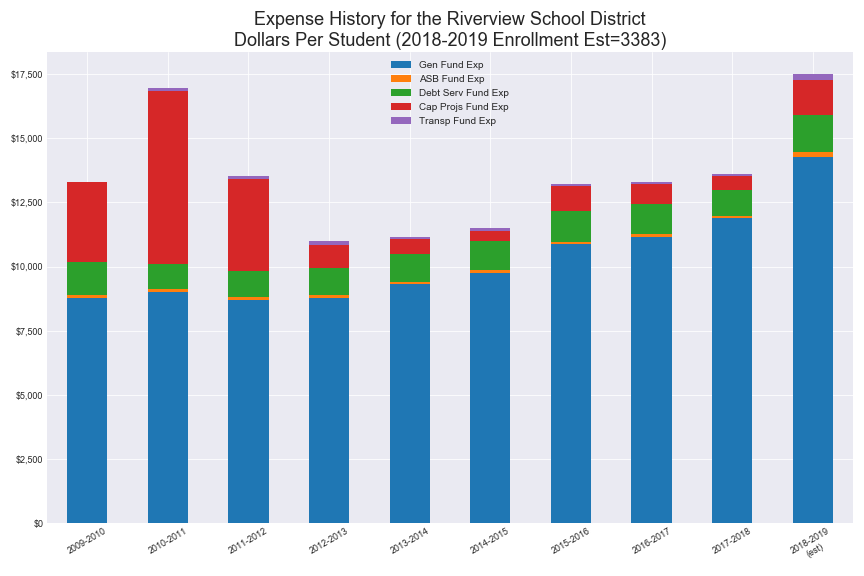 Expense History for the Riverview School District
Dollars Per Student (2018-2019 Enrollment Est=3383)
Gen Fund Exp
ASB Fund Exp
Debt Serv Fund Exp
Cap Projs Fund Exp
Transp Fund Exp
$17,500
$15,000
$12,500
$10,000
$7,500
$5,000
$2,500
$0
2009-2010
2010-2011
2011-2012
2012-2013
2013-2014
2014-2015
2015-2016
2016-2017
2017-2018
2018-2019
(est)